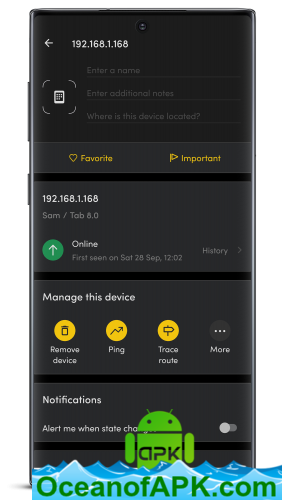 192.168.1.168
Enter a name
Enter additional notes
Where is this device located?
Favorite
Important
192.168.1.168
Sam / Tab 8.0
Online
First seen on Sat 28 Sep, 12:02
History
Manage this device
Remove device
Ping
Trace route
More
Notifications
Alert me when state
APK
OceanofAPK.com